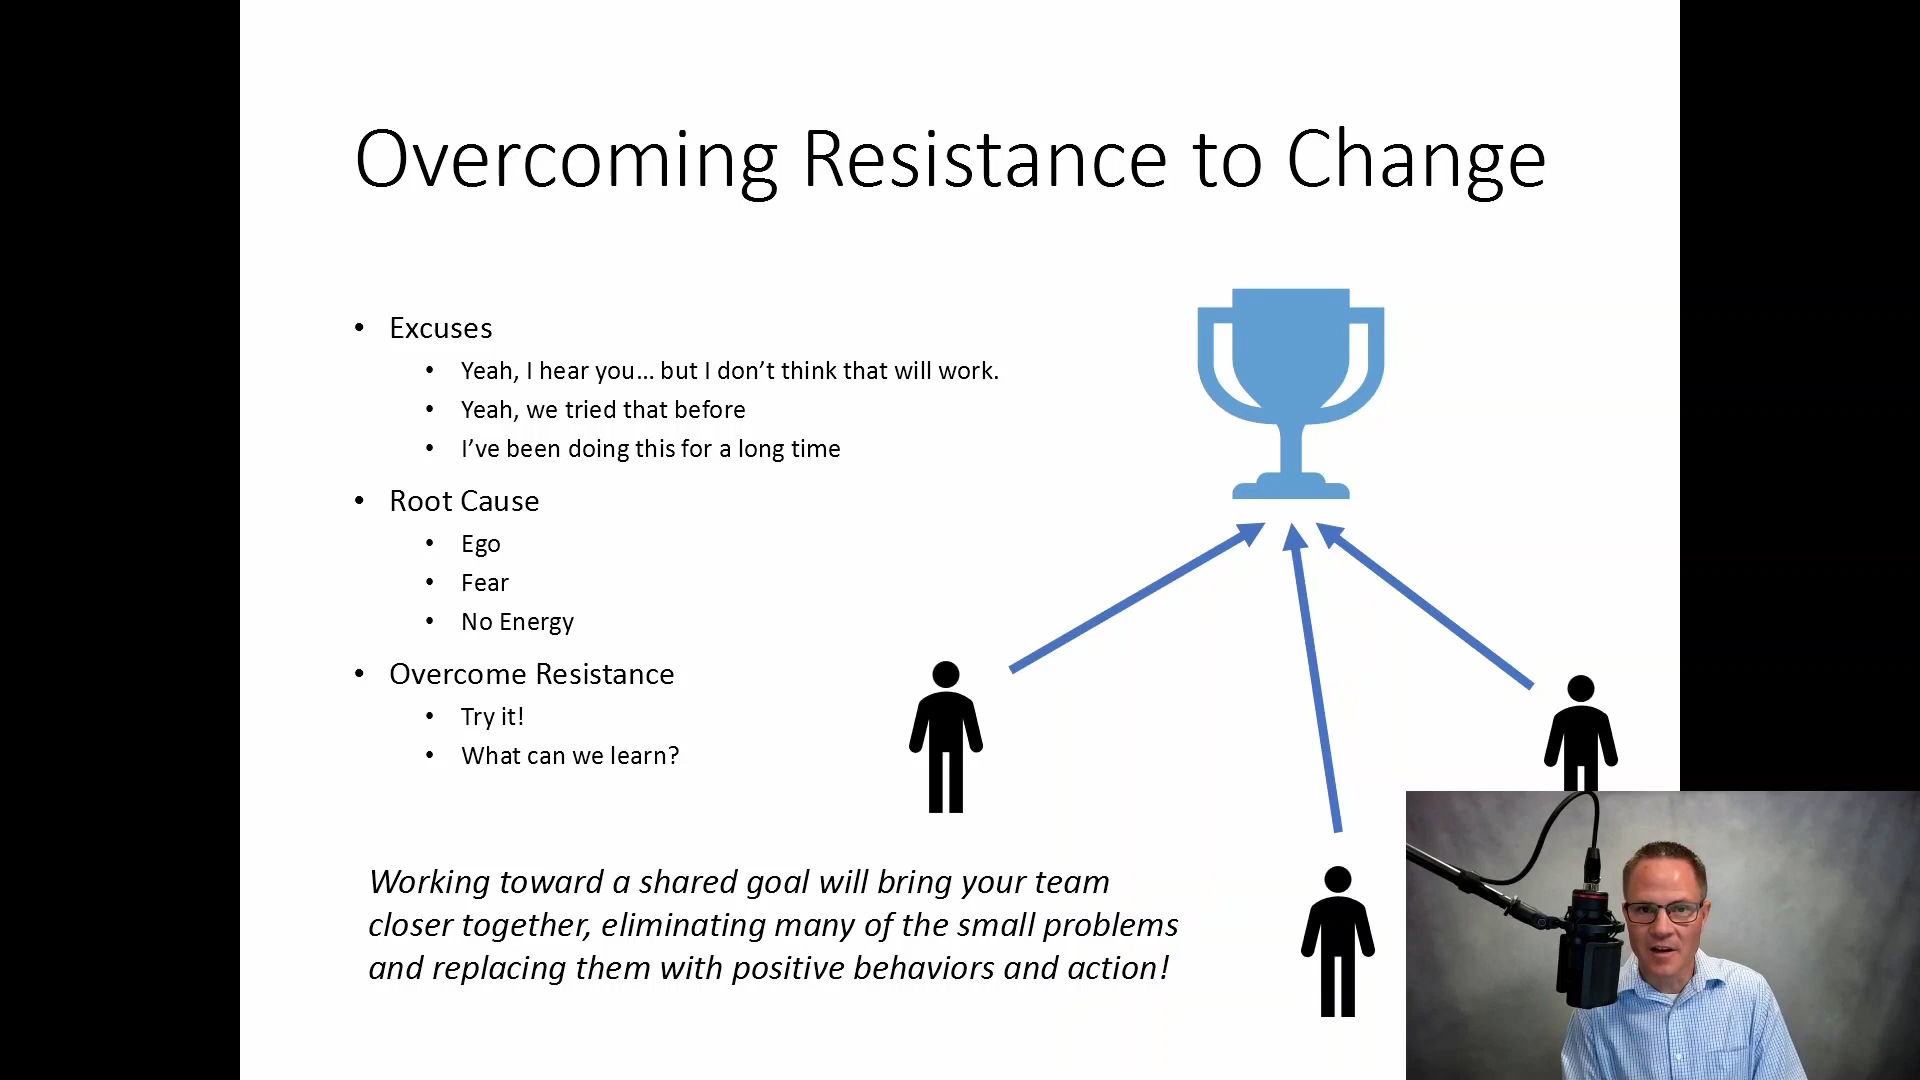 Overcoming Resistance to Change
• Excuses
• Yeah, I hear you... but I don’t think that will work.
• Yeah, we tried that before
• I’ve been doing this for a long time
• Root Cause
• Ego
• Fear
• No Energy
• Overcome Resistance
• Try it!
• What can we learn?
Working toward a shared goal will bring your team
closer together, eliminating many of the small problems
and replacing them with positive behaviors and action!